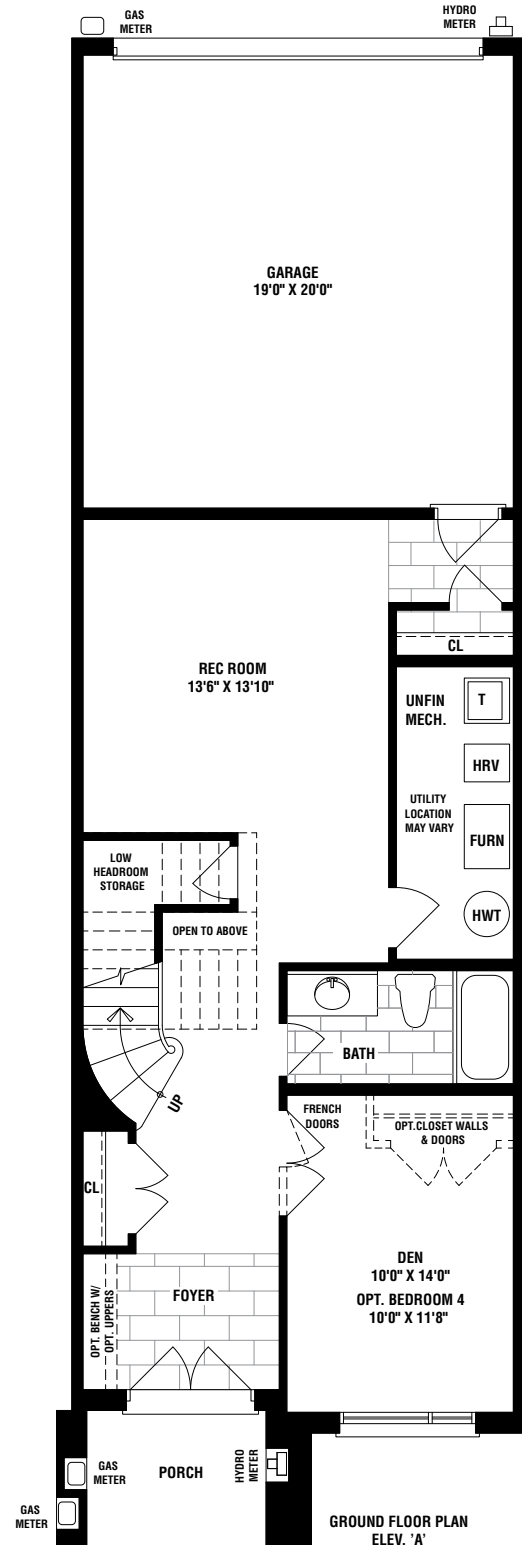 GAS
METER
HYDRO
METER
GARAGE
19'0" X 20'0"
CL
REC ROOM
13'6" X 13'10"
UNFIN
MECH.
T
HRV
UTILITY
LOCATION
MAY VARY
FURN
HWT
LOW
HEADROOM
STORAGE
OPEN TO ABOVE
BATH
UP
FRENCH
DOORS
OPT.CLOSET WALLS
& DOORS
CL
DEN
10'0" X 14'0"
OPT. BEDROOM 4
10'0" X 11'8"
OPT. BENCH W/
OPT. UPPERS
FOYER
GAS
METER
PORCH
HYDRO
METER
GAS
METER
GROUND FLOOR PLAN
ELEV. 'A'